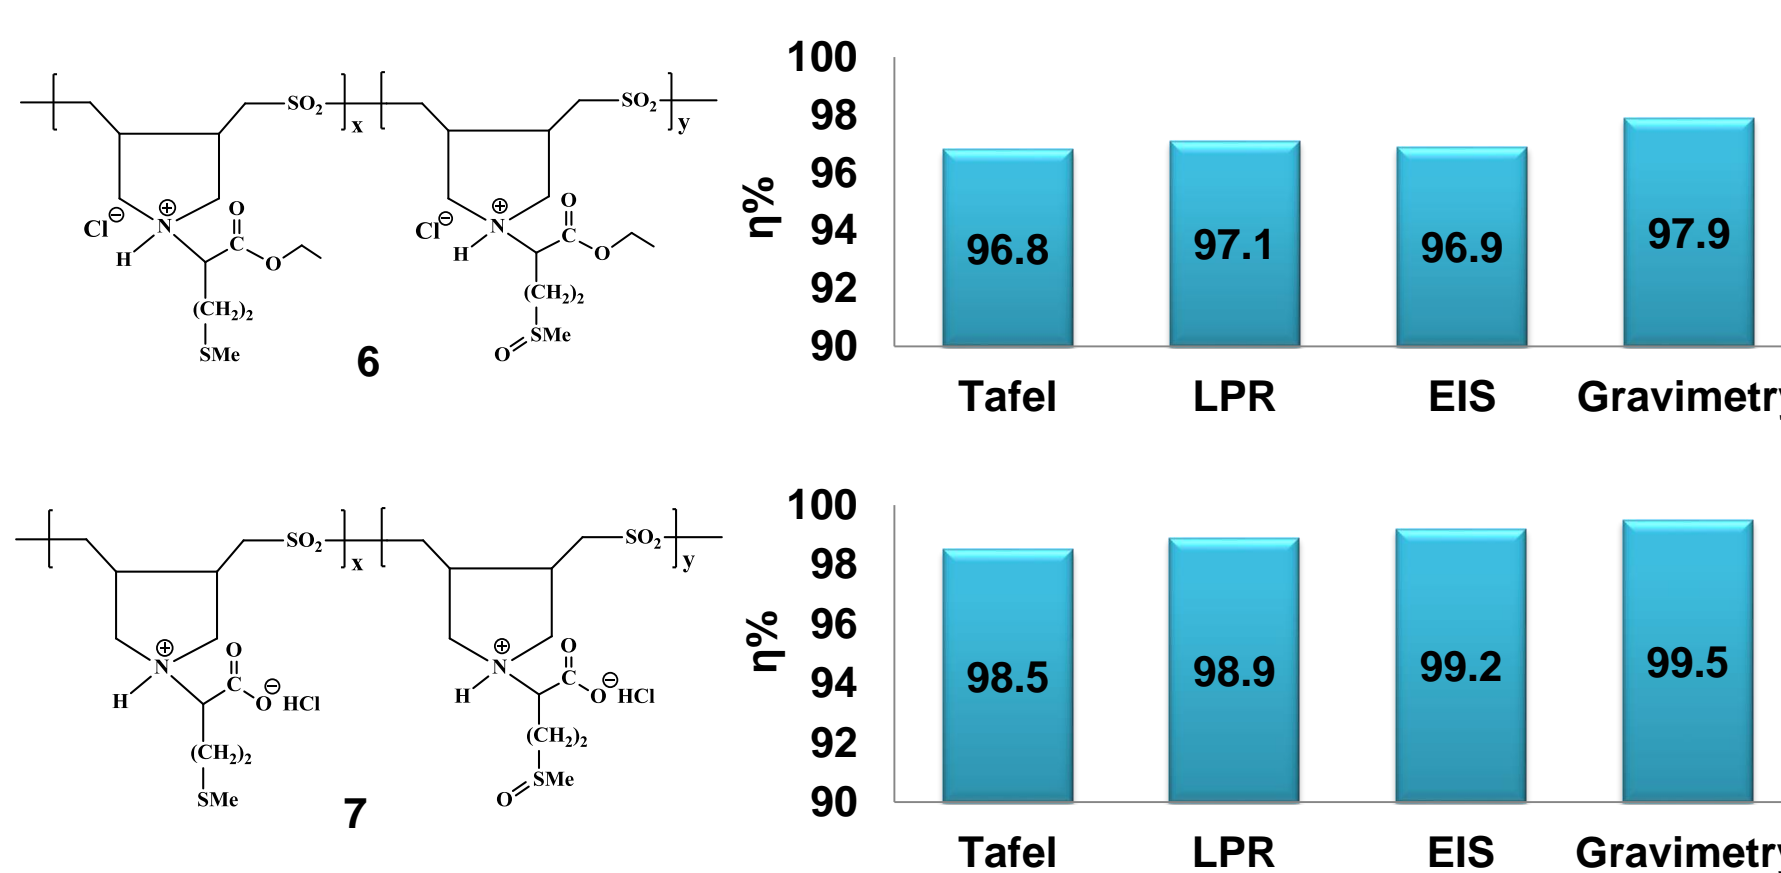 SO2
x
SO2
y
Cl⊖
⊕
N
H
O
C
O
(CH2)2
SMe
Cl⊖
⊕
N
H
O
C
O
(CH2)2
SMe
O
6
η%
100
98
96
94
92
90
96.8
97.1
96.9
97.9
Tafel LPR EIS Gravimetry
SO2
x
SO2
y
⊕
N
H
O
C
O⊖ HCl
(CH2)2
SMe
⊕
N
H
O
C
O⊖ HCl
(CH2)2
SMe
O
7
η%
100
98
96
94
92
90
98.5
98.9
99.2
99.5
Tafel LPR EIS Gravimetry